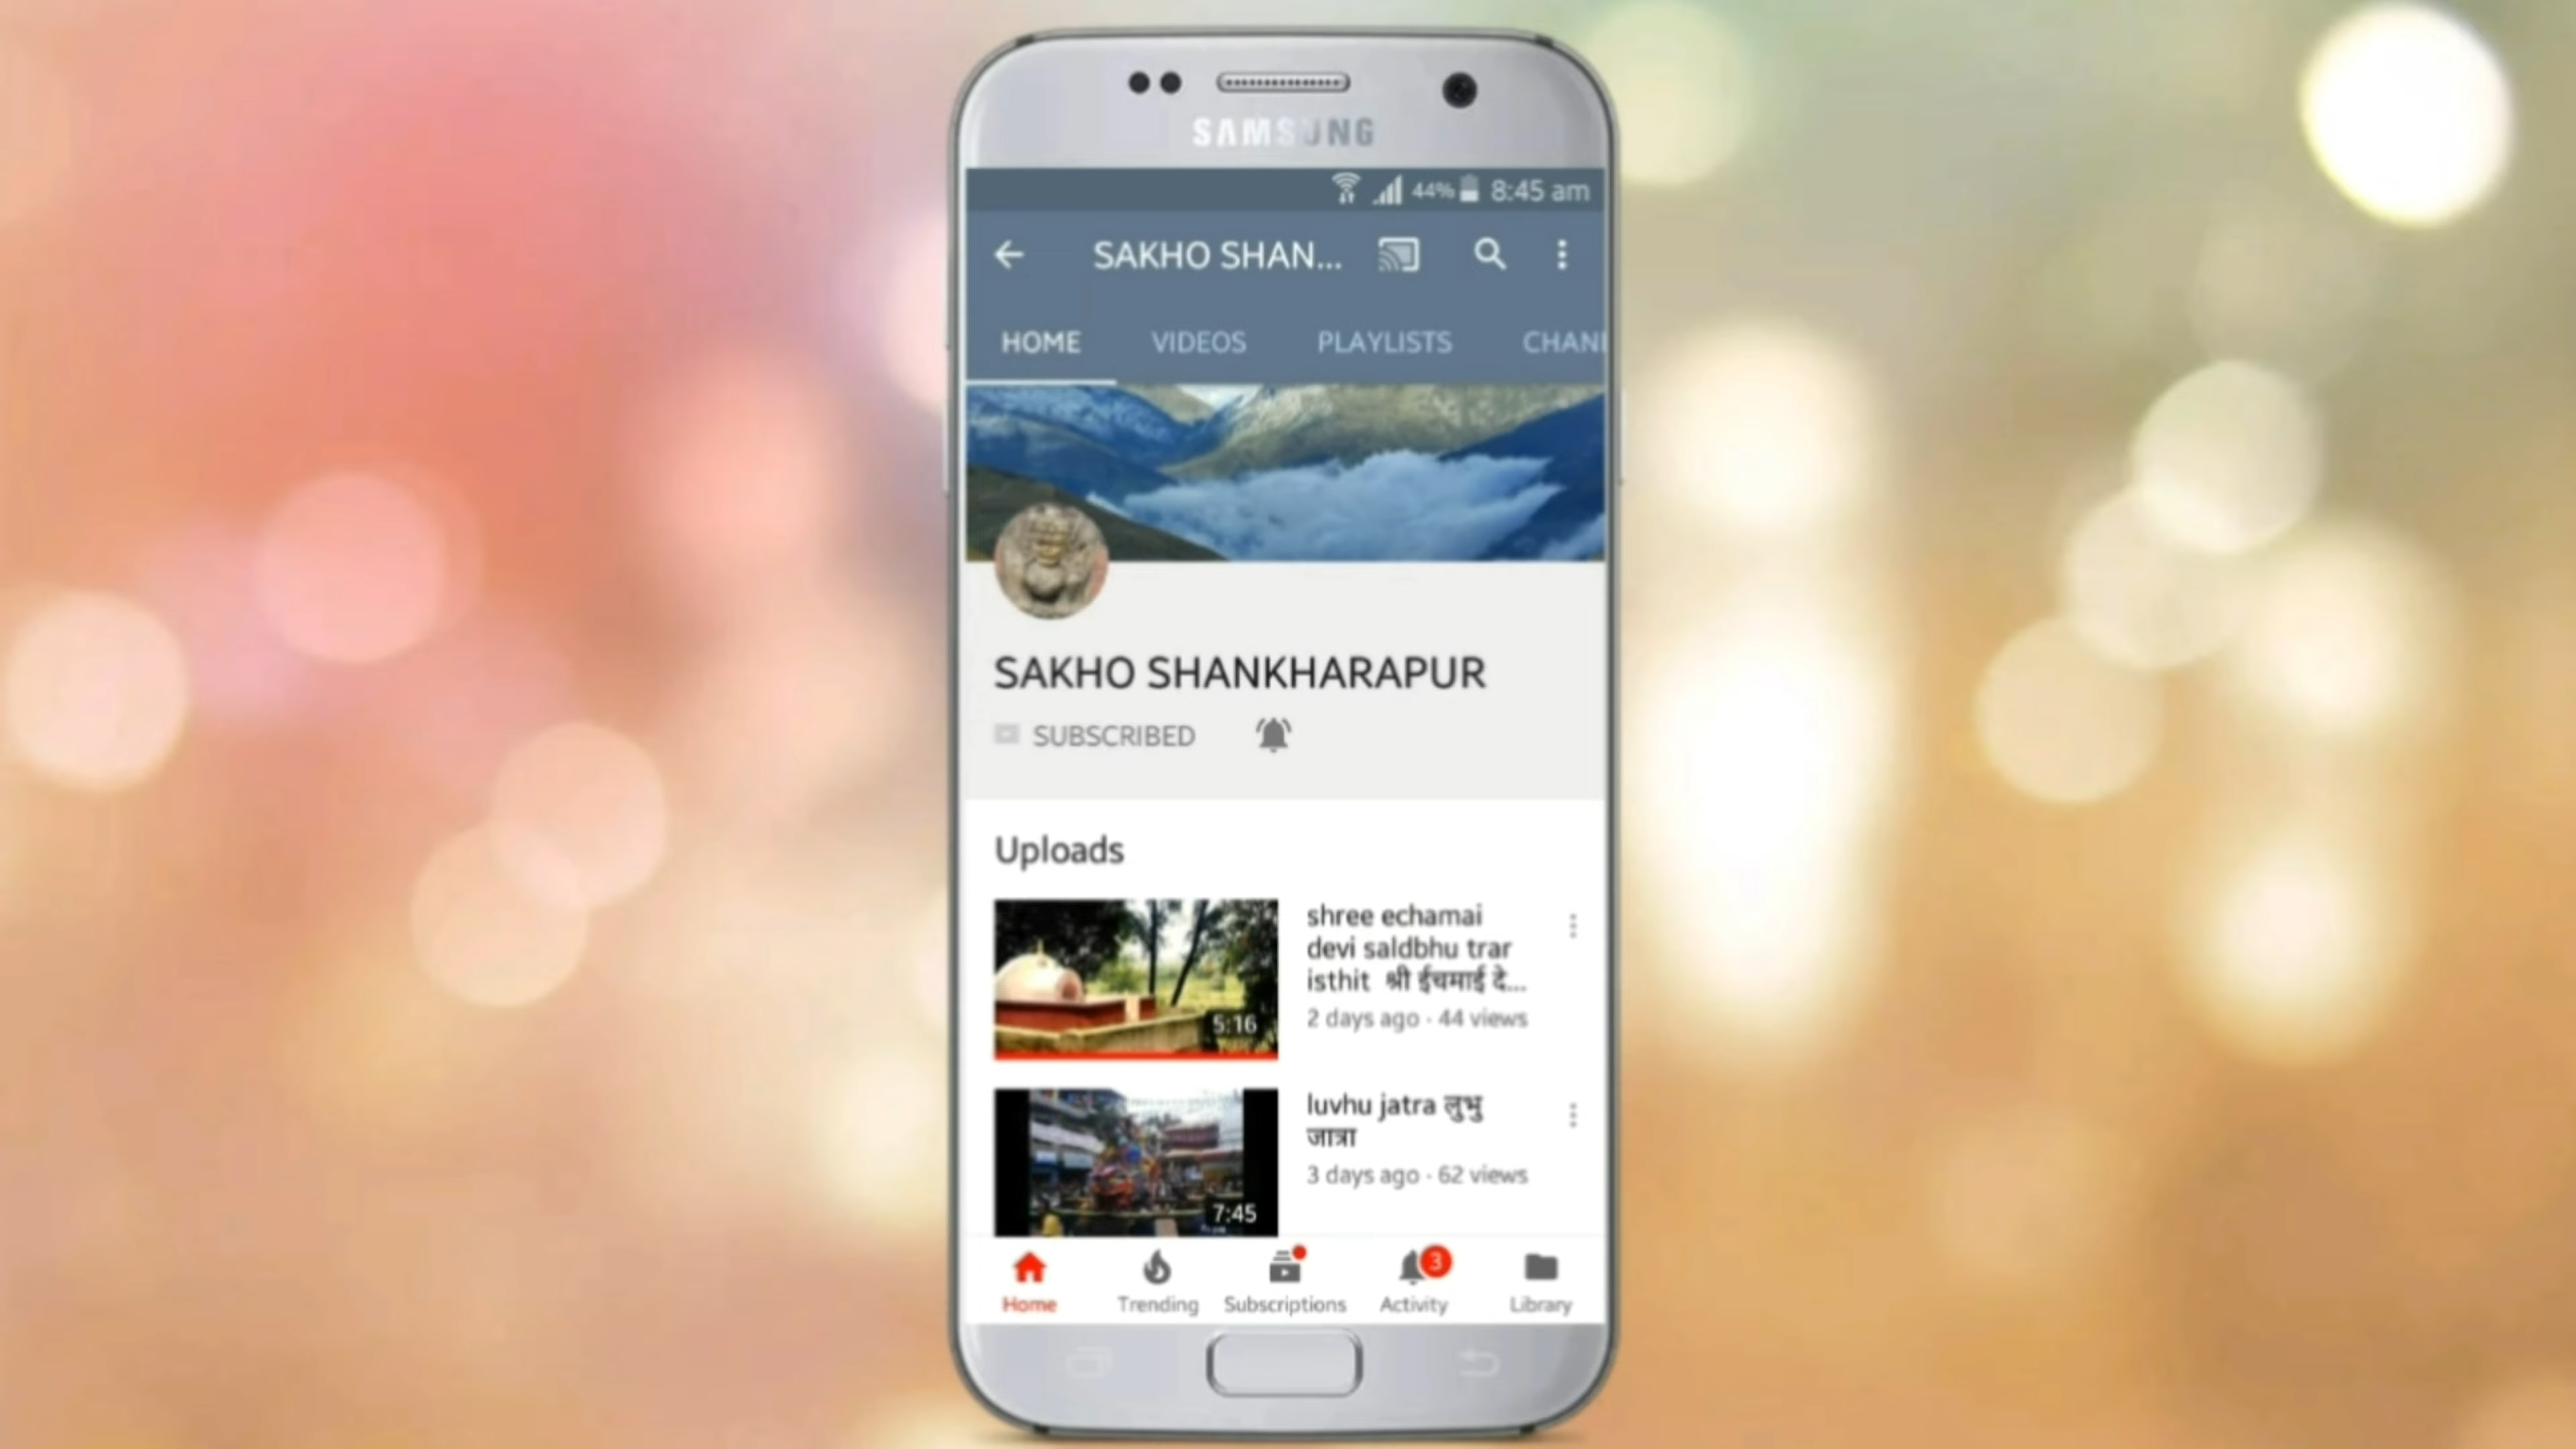 SAMSUNG
44% 8:45 am
SAKHO SHAN...
HOME VIDEOS PLAYLISTS CHAN
SAKHO SHANKHARAPUR
SUBSCRIBED
Uploads
shree echamai
devi saldbhu trar
isthit श्री ईचमाई दे...
2 days ago · 44 views
5:16
luvhu jatra लुभु
जात्रा
3 days ago · 62 views
7:45
3
Home Trending Subscriptions Activity Library